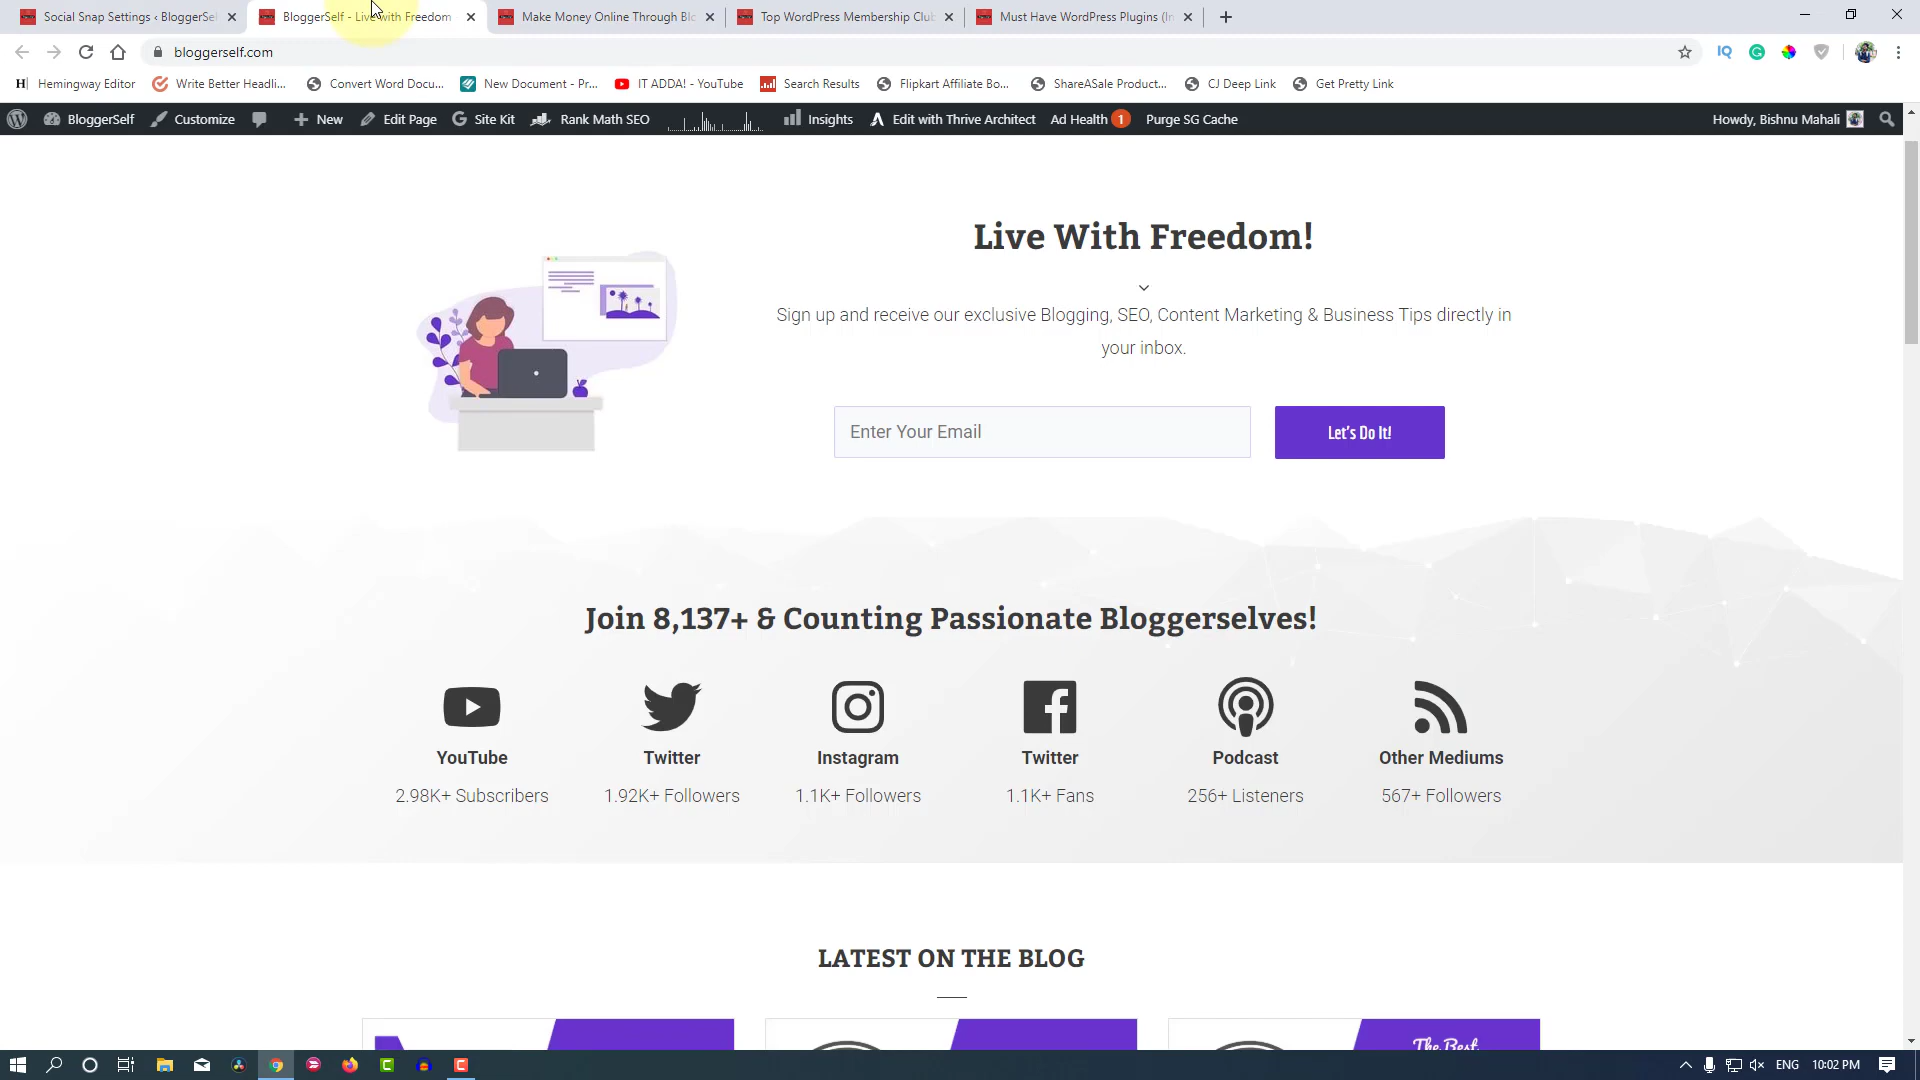 Social Snap Settings ‹ BloggerSel
BloggerSelf - Live with Freedom
Make Money Online Through Blo
Top WordPress Membership Club
Must Have WordPress Plugins (In
bloggerself.com
IQ
Hemingway Editor
Write Better Headli...
Convert Word Docu...
New Document - Pr...
IT ADDA! - YouTube
Search Results
Flipkart Affiliate Bo...
ShareASale Product...
CJ Deep Link
Get Pretty Link
BloggerSelf
Customize
New
Edit Page
Site Kit
Rank Math SEO
Insights
Edit with Thrive Architect
Ad Health 1
Purge SG Cache
Howdy, Bishnu Mahali
Live With Freedom!
Sign up and receive our exclusive Blogging, SEO, Content Marketing & Business Tips directly in
your inbox.
Enter Your Email
Let's Do It!
Join 8,137+ & Counting Passionate Bloggerselves!
YouTube
Twitter
Instagram
Twitter
Podcast
Other Mediums
2.98K+ Subscribers
1.92K+ Followers
1.1K+ Followers
1.1K+ Fans
256+ Listeners
567+ Followers
LATEST ON THE BLOG
The Best
ENG
10:02 PM